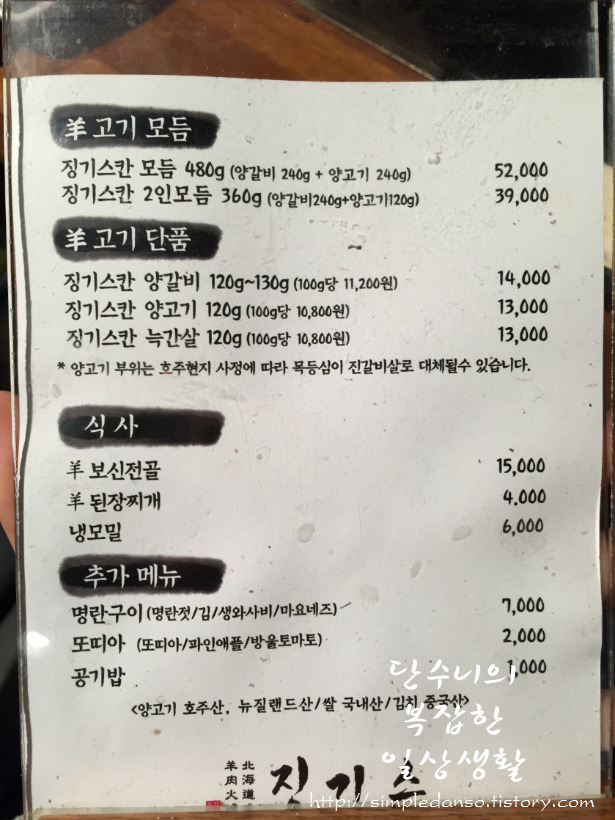 羊 고기 모듬
징기스칸 모듬 480g (양갈비 240g + 양고기 240g) 52,000
징기스칸 2인모듬 360g (양갈비240g+양고기120g) 39,000
羊 고기 단품
징기스칸 양갈비 120g~130g (100g당 11,200원) 14,000
징기스칸 양고기 120g (100g당 10,800원) 13,000
징기스칸 늑간살 120g (100g당 10,800원) 13,000
* 양고기 부위는 호주현지 사정에 따라 목등심이 진갈비살로 대체될수 있습니다.
식 사
羊 보신전골 15,000
羊 된장찌개 4.000
냉모밀 6,000
추가 메뉴
명란구이 (명란젓/김/생와사비/마요네즈) 7,000
또띠아 (또띠아/파인애플/방울토마토) 2,000
공기밥 1,000
<양고기 호주산, 뉴질랜드산/쌀 국내산/김치 중국산>
北海道
羊肉火
징기스
단수니의
복잡한
일상생활
http://simpledanso.tistory.com